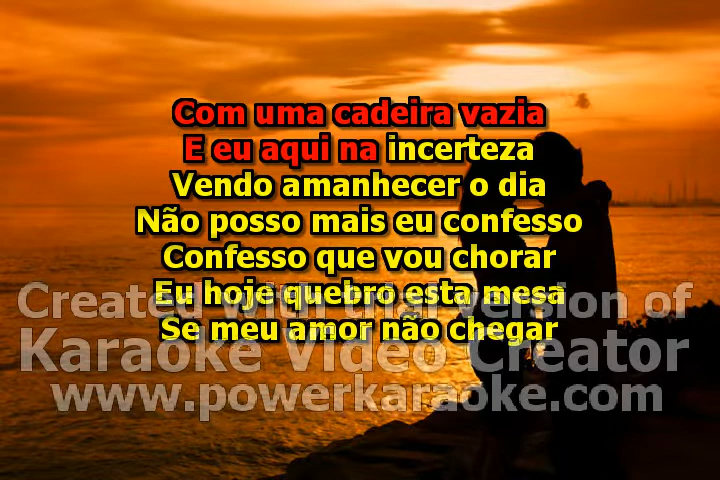 Com uma cadeira vazia
E eu aqui na incerteza
Vendo amanhecer o dia
Não posso mais eu confesso
Confesso que vou chorar
Eu hoje quebro esta mesa
Se meu amor não chegar
Created with trial version of
Karaoke Video Creator
www.powerkaraoke.com